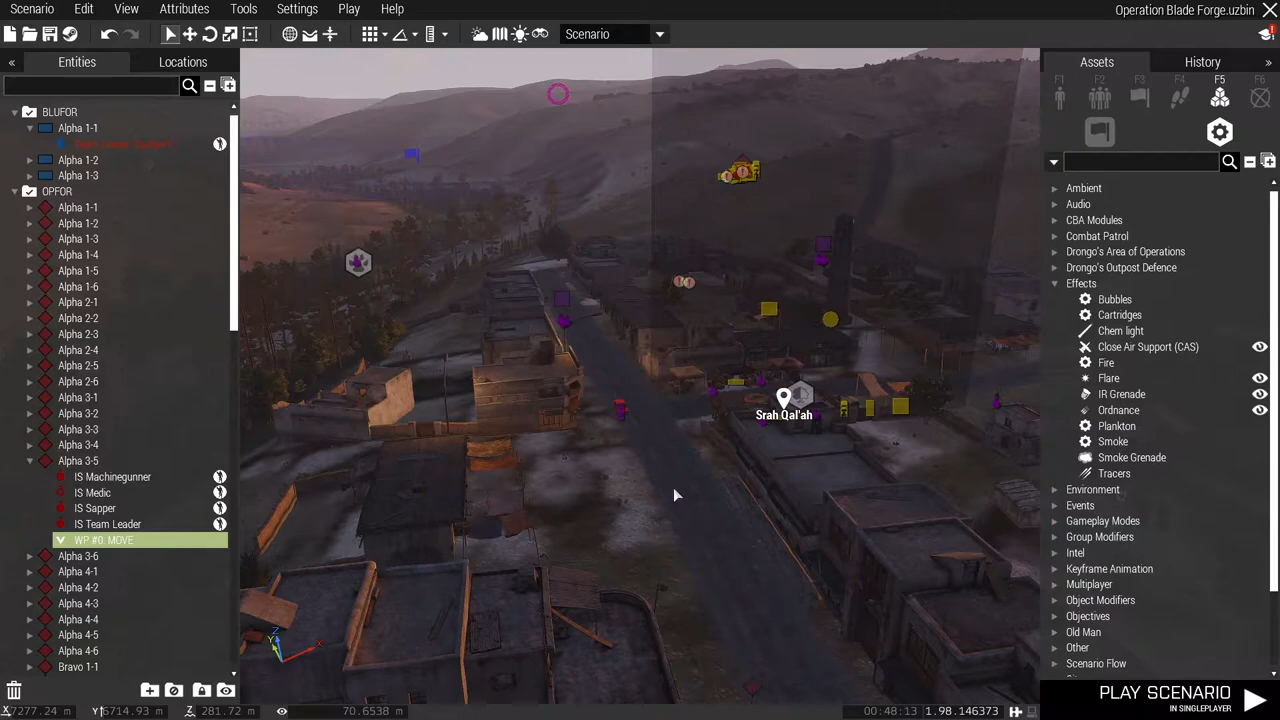 Scenario Edit View Attributes Tools Settings Play Help
Operation Blade Forge.uzbin
Scenario
Entities Locations
Assets History
F1 F2 F3 F4 F5 F6
BLUFOR
Alpha 1-1
Alpha 1-2
Alpha 1-3
OPFOR
Alpha 1-1
Alpha 1-2
Alpha 1-3
Alpha 1-4
Alpha 1-5
Alpha 1-6
Alpha 2-1
Alpha 2-2
Alpha 2-3
Alpha 2-4
Alpha 2-5
Alpha 2-6
Alpha 3-1
Alpha 3-2
Alpha 3-3
Alpha 3-4
Alpha 3-5
IS Machinegunner
IS Medic
IS Sapper
IS Team Leader
WP #0: MOVE
Alpha 3-6
Alpha 4-1
Alpha 4-2
Alpha 4-3
Alpha 4-4
Alpha 4-5
Alpha 4-6
Bravo 1-1
Srah Qal'ah
Z
Y
X
Ambient
Audio
CBA Modules
Combat Patrol
Drongo's Area of Operations
Drongo's Outpost Defence
Effects
Bubbles
Cartridges
Chem light
Close Air Support (CAS)
Fire
Flare
IR Grenade
Ordnance
Plankton
Smoke
Smoke Grenade
Tracers
Environment
Events
Gameplay Modes
Group Modifiers
Intel
Keyframe Animation
Multiplayer
Object Modifiers
Objectives
Old Man
Other
Scenario Flow
PLAY SCENARIO
IN SINGLEPLAYER
X 7277.24 m Y 6714.93 m Z 281.72 m 70.6538 m 00:48:13 1.98.146373